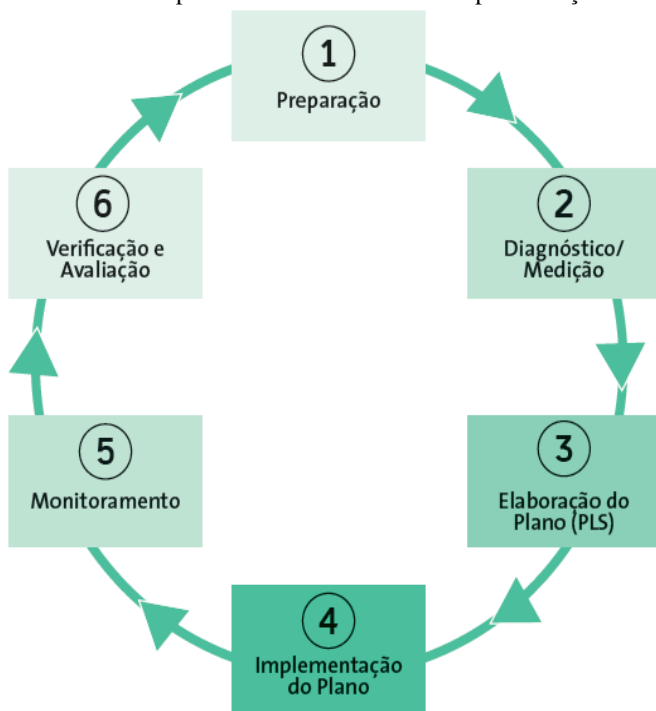 1
Preparação
2
Diagnóstico/
Medição
3
Elaboração do
Plano (PLS)
4
Implementação
do Plano
5
Monitoramento
6
Verificação e
Avaliação